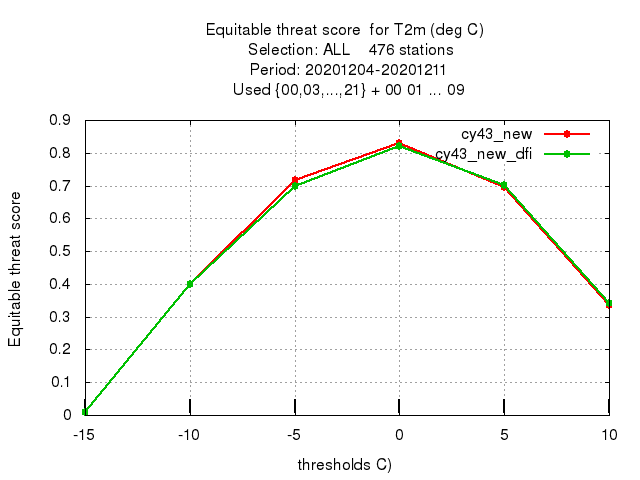 Equitable threat score  for T2m (deg C)
Selection: ALL    476 stations
Period: 20201204-20201211
Used {00,03,...,21} + 00 01 ... 09
cy43_new
cy43_new_dfi
Equitable threat score
0.9
0.8
0.7
0.6
0.5
0.4
0.3
0.2
0.1
0
-15 -10 -5 0 5 10
thresholds C)